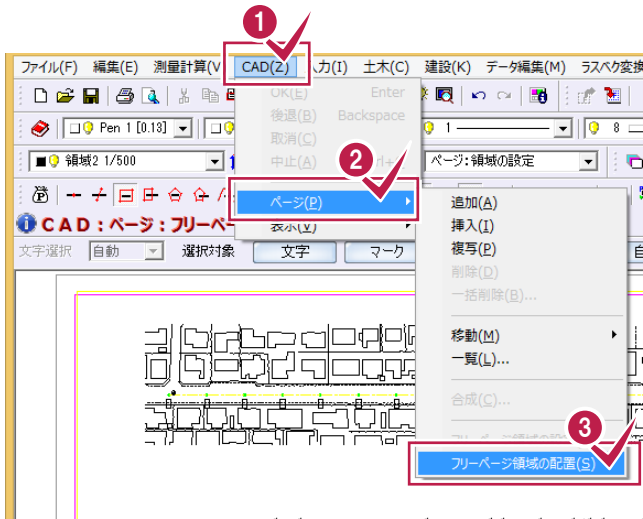 1
ファイル(F) 編集(E) 測量計算(V CAD(Z) 入力(I) 土木(C) 建設(K) データ編集(M) ラスベク変換
OK(E) Enter
後退(B) Backspace
取消(C)
中止(A)
Pen 1 [0.13]
1
8
2
領域2 1/500
ページ:領域の設定
ページ(P)
表示(V)
CAD:ページ:フリーペー
文字選択 自動 選択対象 文字 マーク
追加(A)
挿入(I)
複写(P)
削除(D)
一括削除(B)...
移動(M)
一覧(L)...
合成(C)...
3
フリーページ領域の配置(S)